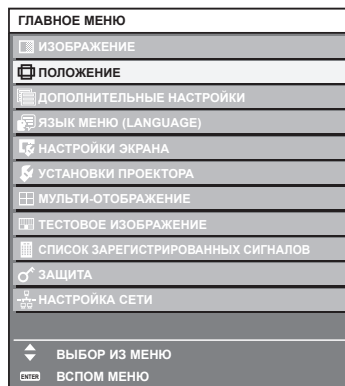 ГЛАВНОЕ МЕНЮ
ИЗОБРАЖЕНИЕ
ПОЛОЖЕНИЕ
ДОПОЛНИТЕЛЬНЫЕ НАСТРОЙКИ
ЯЗЫК МЕНЮ (LANGUAGE)
НАСТРОЙКИ ЭКРАНА
УСТАНОВКИ ПРОЕКТОРА
МУЛЬТИ-ОТОБРАЖЕНИЕ
ТЕСТОВОЕ ИЗОБРАЖЕНИЕ
СПИСОК ЗАРЕГИСТРИРОВАННЫХ СИГНАЛОВ
ЗАЩИТА
НАСТРОЙКА СЕТИ
ВЫБОР ИЗ МЕНЮ
ENTER ВСПОМ МЕНЮ